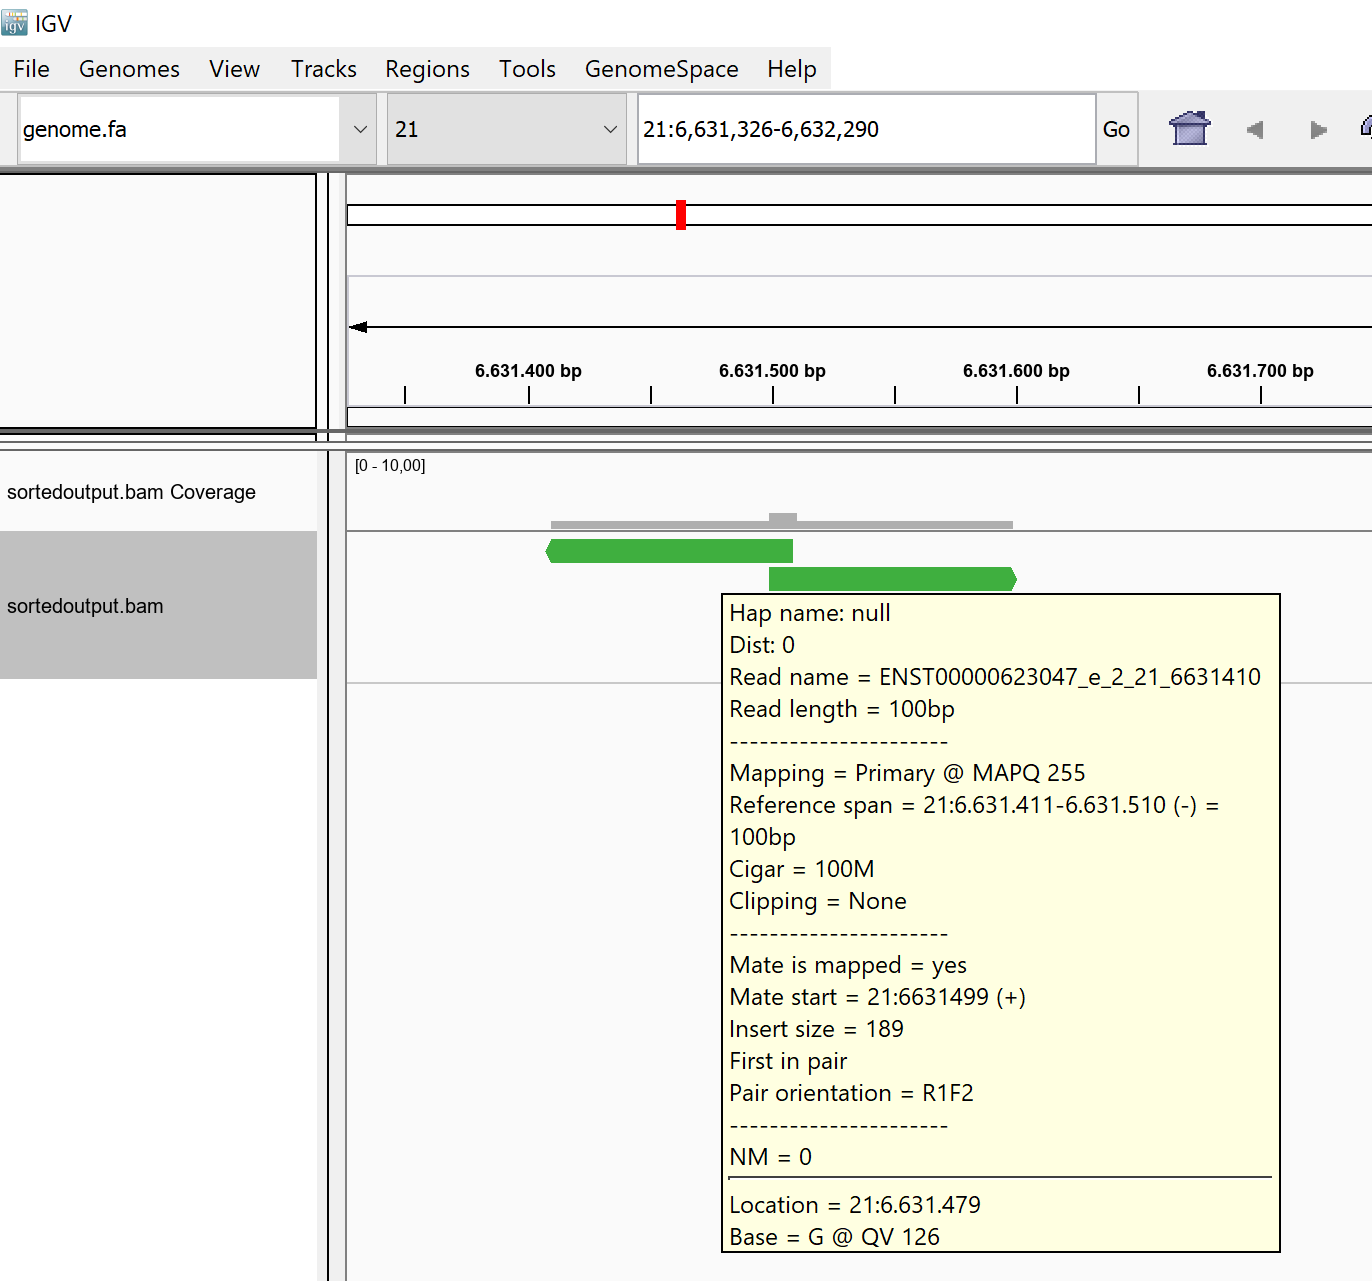 igv IGV
File Genomes View Tracks Regions Tools GenomeSpace Help
genome.fa 21 21:6,631,326-6,632,290 Go
6.631.400 bp 6.631.500 bp 6.631.600 bp 6.631.700 bp
[0 - 10,00]
sortedoutput.bam Coverage
sortedoutput.bam
Hap name: null
Dist: 0
Read name = ENST00000623047_e_2_21_6631410
Read length = 100bp
----------------------
Mapping = Primary @ MAPQ 255
Reference span = 21:6.631.411-6.631.510 (-) =
100bp
Cigar = 100M
Clipping = None
----------------------
Mate is mapped = yes
Mate start = 21:6631499 (+)
Insert size = 189
First in pair
Pair orientation = R1F2
----------------------
NM = 0
Location = 21:6.631.479
Base = G @ QV 126